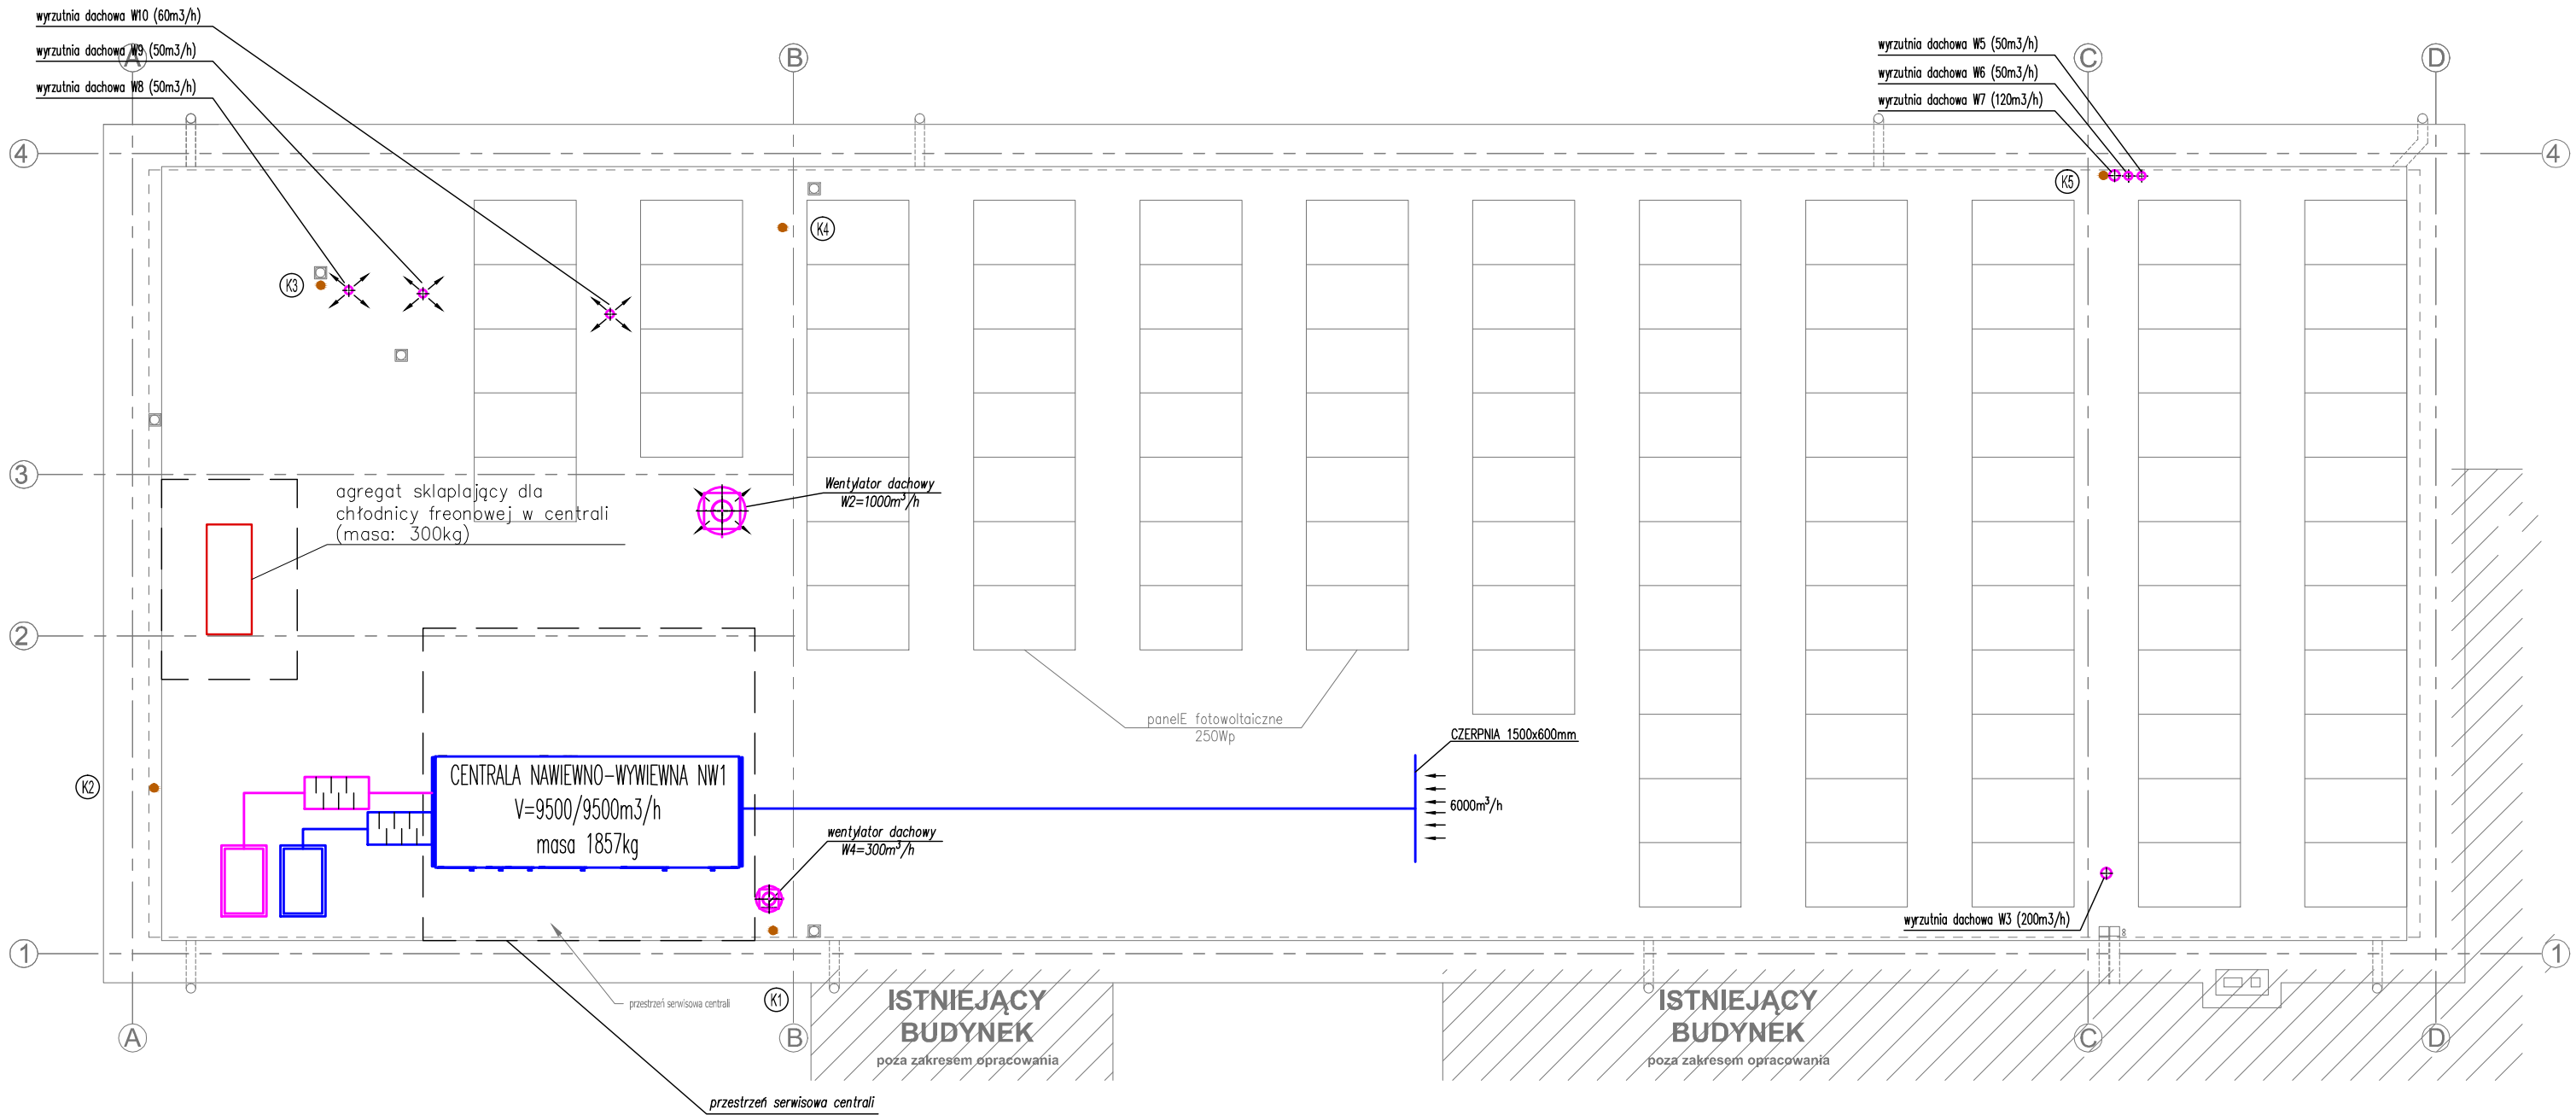 wyrzutnia dachowa W10 (60m3/h)
wyrzutnia dachowa W9 (50m3/h)
wyrzutnia dachowa W8 (50m3/h)
A
B
wyrzutnia dachowa W5 (50m3/h)
wyrzutnia dachowa W6 (50m3/h)
wyrzutnia dachowa W7 (120m3/h)
C
D
4
4
K5
K4
K3
3
agregat sklaplający dla
chłodnicy freonowej w centrali
(masa: 300kg)
Wentylator dachowy
W2=1000m³/h
2
panelE fotowoltaiczne
250Wp
CZERPNIA 1500x600mm
6000m³/h
K2
CENTRALA NAWIEWNO-WYWIEWNA NW1
V=9500/9500m3/h
masa 1857kg
wentylator dachowy
W4=300m³/h
wyrzutnia dachowa W3 (200m3/h)
1
1
przestrzeń serwisowa centrali
K1
ISTNIEJĄCY
BUDYNEK
poza zakresem opracowania
ISTNIEJĄCY
BUDYNEK
poza zakresem opracowania
A
B
C
D
przestrzeń serwisowa centrali